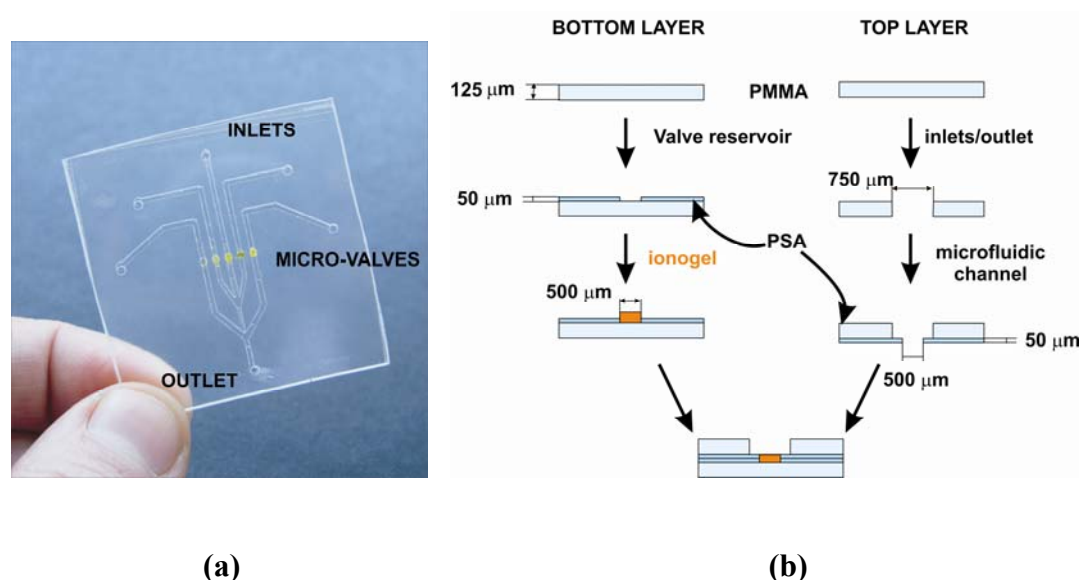 INLETS
MICRO-VALVES
OUTLET
(a)
BOTTOM LAYER
TOP LAYER
125 μm
PMMA
Valve reservoir
inlets/outlet
50 μm
750 μm
PSA
ionogel
microfluidic
channel
500 μm
50 μm
500 μm
(b)